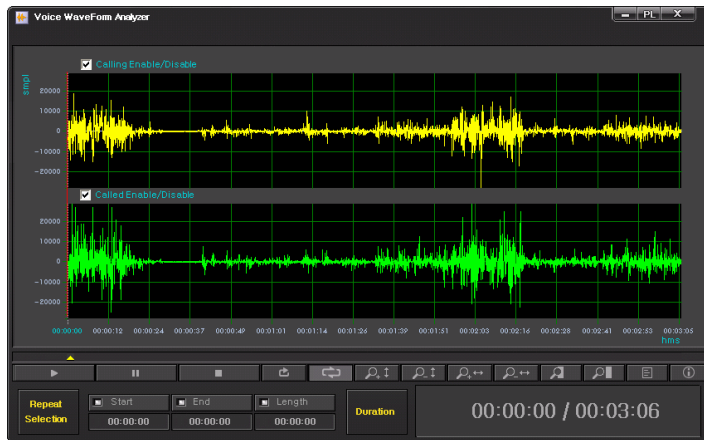 Voice WaveForm Analyzer
PL X
Calling Enable/Disable
smpl
20000
10000
0
-10000
-20000
Called Enable/Disable
20000
10000
0
-10000
-20000
00:00:00 00:00:12 00:00:24 00:00:37 00:00:49 00:01:01 00:01:14 00:01:26 00:01:39 00:01:51 00:02:03 00:02:16 00:02:28 00:02:41 00:02:53 00:03:05
hms
Repeat Selection
Start End Length
00:00:00 00:00:00 00:00:00
Duration
00:00:00 / 00:03:06